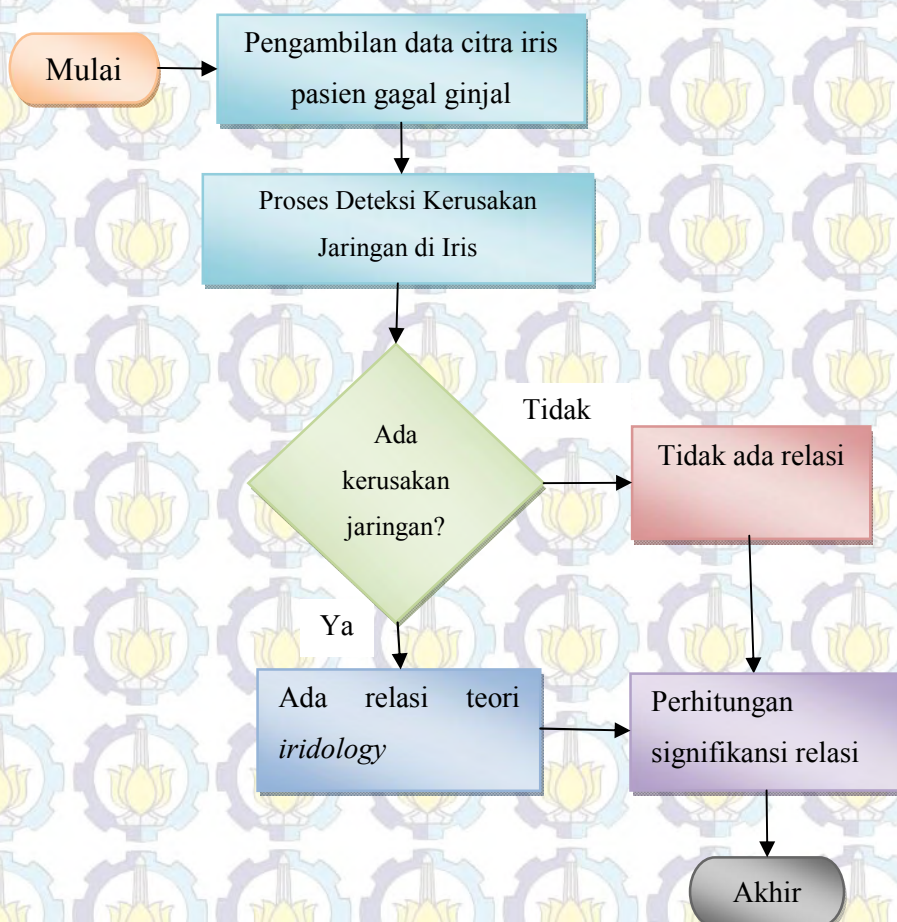 Mulai
Pengambilan data citra iris
pasien gagal ginjal
Proses Deteksi Kerusakan
Jaringan di Iris
Ada
kerusakan
jaringan?
Tidak
Tidak ada relasi
Ya
Ada relasi teori
iridology
Perhitungan
signifikansi relasi
Akhir